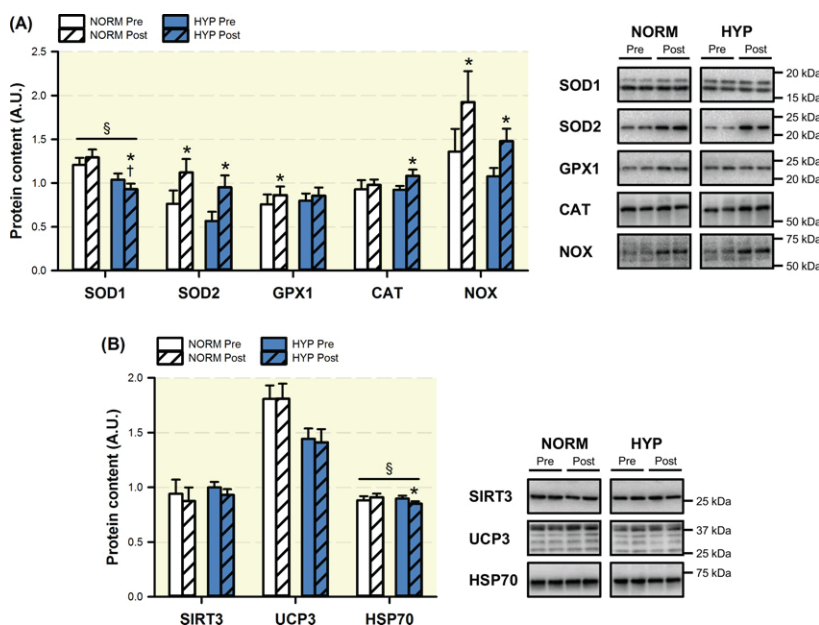 (A)
NORM Pre
HYP Pre
NORM Post
HYP Post
Protein content (A.U.)
2.5
2.0
1.5
1.0
0.5
0.0
§
*
†
*
*
*
*
*
*
SOD1
SOD2
GPX1
CAT
NOX
NORM
HYP
Pre
Post
Pre
Post
SOD1
20 kDa
15 kDa
SOD2
25 kDa
20 kDa
GPX1
25 kDa
20 kDa
CAT
50 kDa
NOX
75 kDa
50 kDa
(B)
NORM Pre
HYP Pre
NORM Post
HYP Post
Protein content (A.U.)
2.0
1.5
1.0
0.5
0.0
§
*
SIRT3
UCP3
HSP70
NORM
HYP
Pre
Post
Pre
Post
SIRT3
25 kDa
UCP3
37 kDa
25 kDa
HSP70
75 kDa